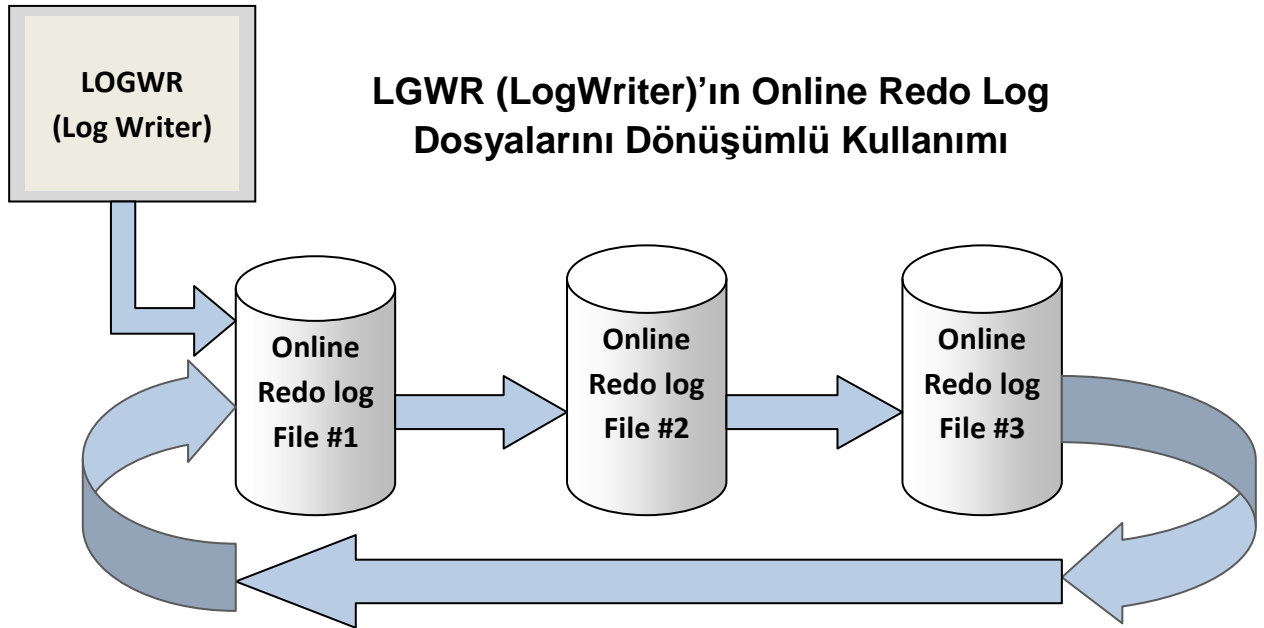 LOGWR
(Log Writer)
LGWR (LogWriter)’ın Online Redo Log
Dosyalarını Dönüşümlü Kullanımı
Online
Redo log
File #1
Online
Redo log
File #2
Online
Redo log
File #3